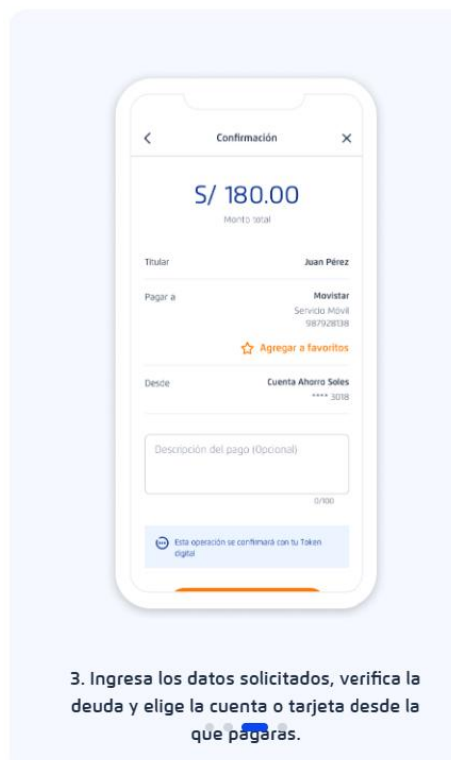 Confirmación
S/ 180.00
Monto total
Titular Juan Pérez
Pagar a Movistar
Servicio Móvil
987928138
Agregar a favoritos
Desde Cuenta Ahorro Soles
**** 3018
Descripción del pago (Opcional)
0/100
Esta operación se confirmará con tu Token
digital
3. Ingresa los datos solicitados, verifica la
deuda y elige la cuenta o tarjeta desde la
que pagarás.